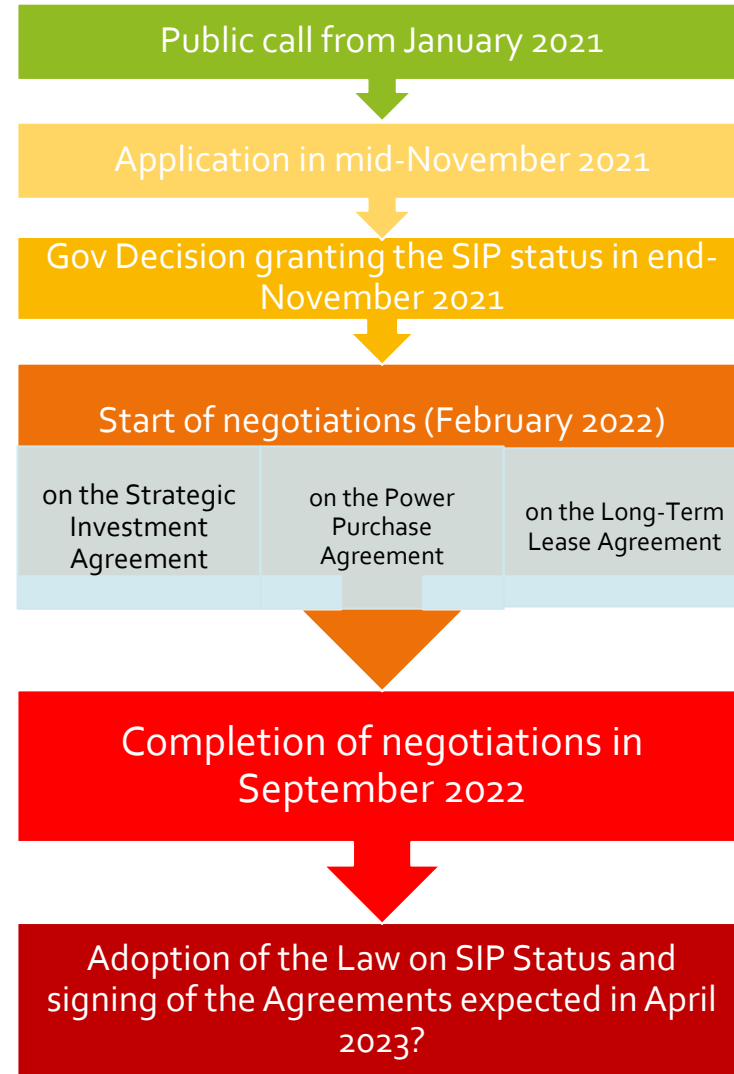 Public call from January 2021
Application in mid-November 2021
Gov Decision granting the SIP status in end-
November 2021
Start of negotiations (February 2022)
on the Strategic
Investment
Agreement
on the Power
Purchase
Agreement
on the Long-Term
Lease Agreement
Completion of negotiations in
September 2022
Adoption of the Law on SIP Status and
signing of the Agreements expected in April
2023?